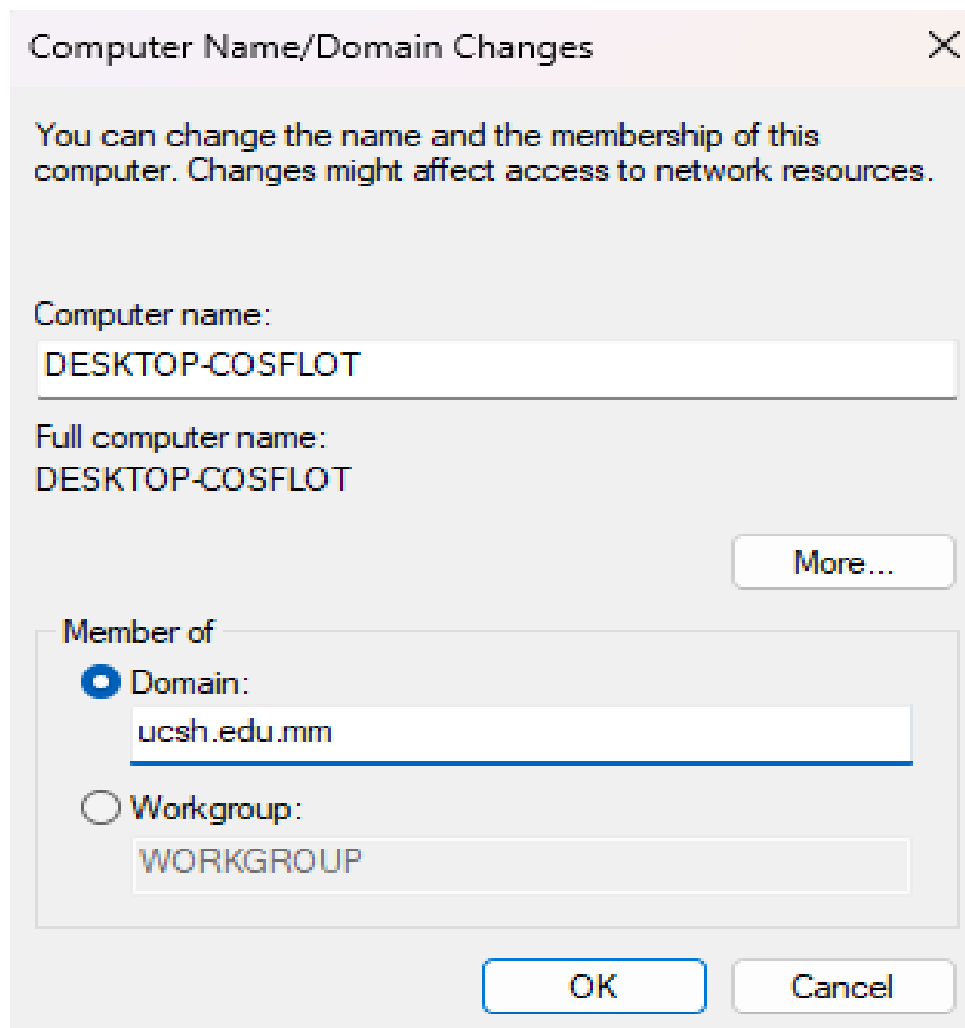 Computer Name/Domain Changes
You can change the name and the membership of this
computer. Changes might affect access to network resources.
Computer name:
DESKTOP-COSFLOT
Full computer name:
DESKTOP-COSFLOT
More...
Member of
Domain:
ucsh.edu.mm
Workgroup:
WORKGROUP
OK
Cancel